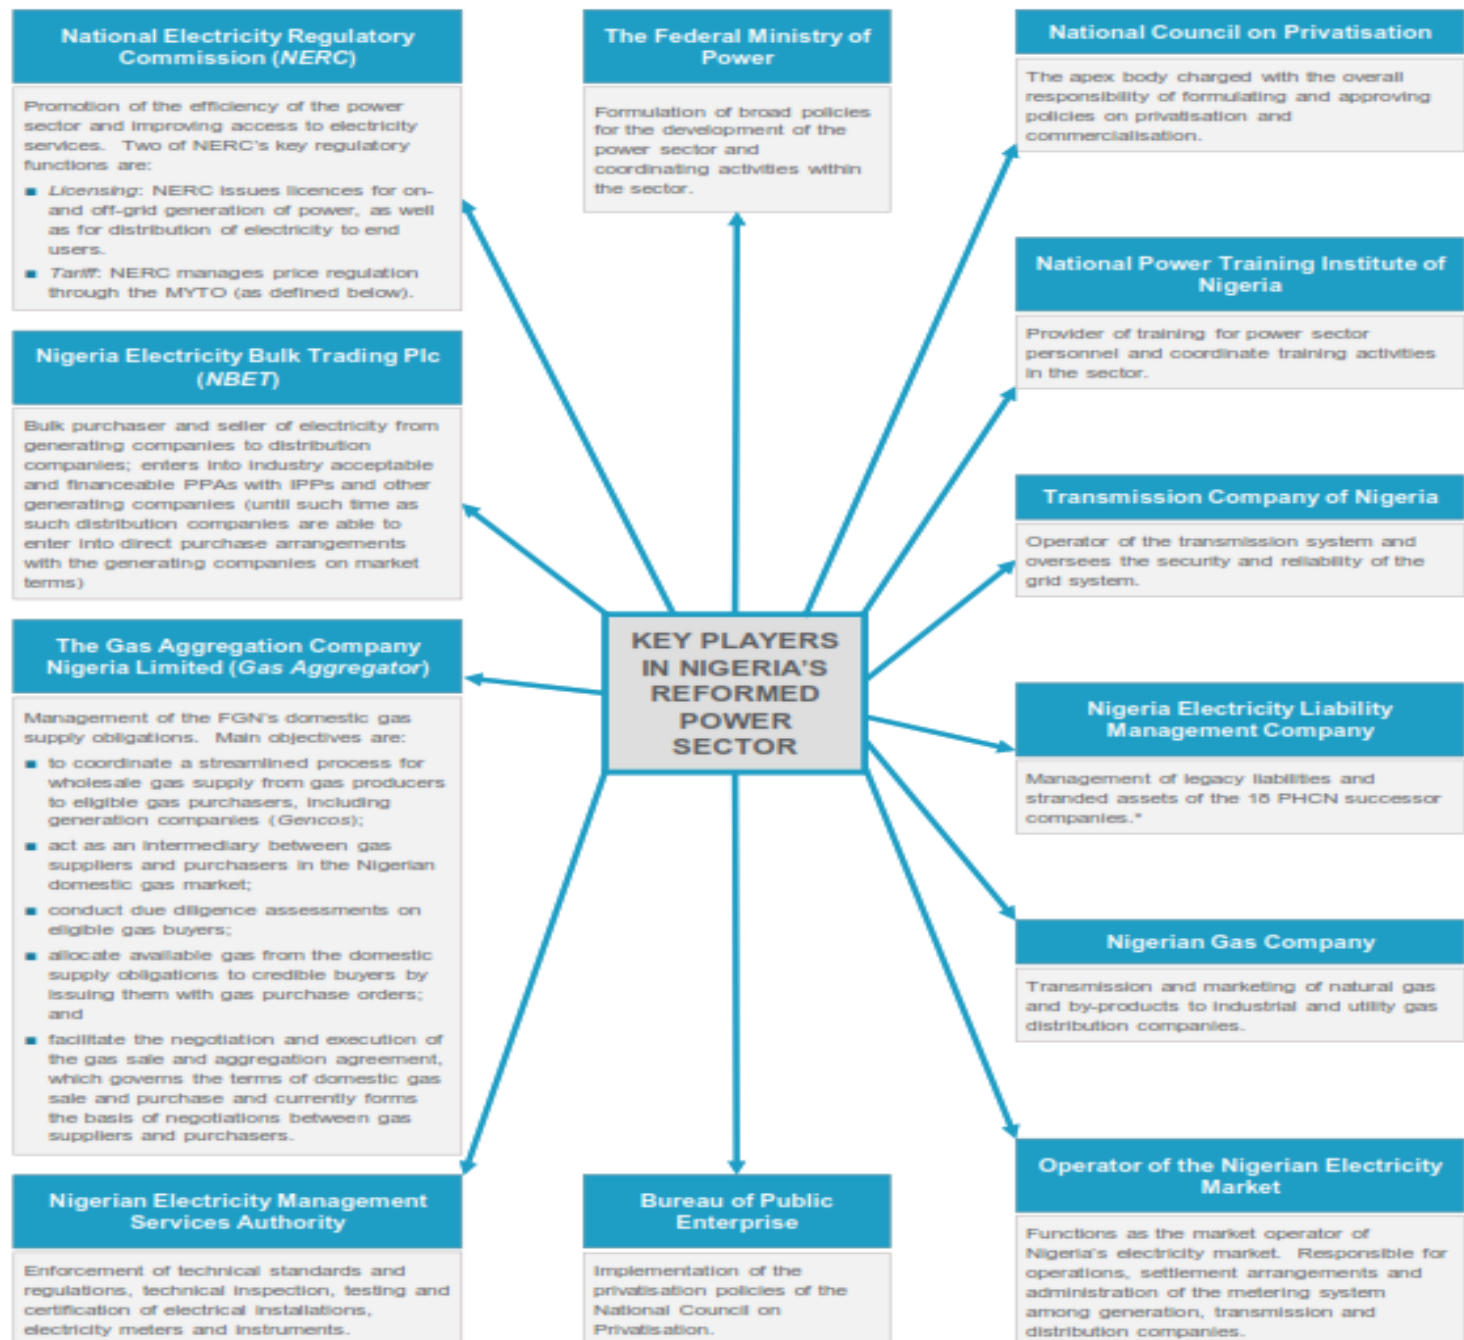 National Electricity Regulatory
Commission (NERC)
Promotion of the efficiency of the power
sector and improving access to electricity
services. Two of NERC's key regulatory
functions are:
■ Licensing: NERC issues licences for on-
and off-grid generation of power, as well
as for distribution of electricity to end
users.
■ Tariff: NERC manages price regulation
through the MYTO (as defined below).
Nigeria Electricity Bulk Trading Plc
(NBET)
Bulk purchaser and seller of electricity from
generating companies to distribution
companies; enters into industry acceptable
and financeable PPAs with IPPs and other
generating companies (until such time as
such distribution companies are able to
enter into direct purchase arrangements
with the generating companies on market
terms)
The Gas Aggregation Company
Nigeria Limited (Gas Aggregator)
Management of the FGN's domestic gas
supply obligations. Main objectives are:
■ to coordinate a streamlined process for
wholesale gas supply from gas producers
to eligible gas purchasers, including
generation companies (Gencos);
■ act as an intermediary between gas
suppliers and purchasers in the Nigerian
domestic gas market;
■ conduct due diligence assessments on
eligible gas buyers;
■ allocate available gas from the domestic
supply obligations to credible buyers by
issuing them with gas purchase orders;
and
■ facilitate the negotiation and execution of
the gas sale and aggregation agreement,
which governs the terms of domestic gas
sale and purchase and currently forms
the basis of negotiations between gas
suppliers and purchasers.
Nigerian Electricity Management
Services Authority
Enforcement of technical standards and
regulations, technical inspection, testing and
certification of electrical installations,
electricity meters and instruments.
The Federal Ministry of
Power
Formulation of broad policies
for the development of the
power sector and
coordinating activities within
the sector.
KEY PLAYERS
IN NIGERIA'S
REFORMED
POWER
SECTOR
Bureau of Public
Enterprise
Implementation of the
privatisation policies of the
National Council on
Privatisation.
National Council on Privatisation
The apex body charged with the overall
responsibility of formulating and approving
policies on privatisation and
commercialisation.
National Power Training Institute of
Nigeria
Provider of training for power sector
personnel and coordinate training activities
in the sector.
Transmission Company of Nigeria
Operator of the transmission system and
oversees the security and reliability of the
grid system.
Nigeria Electricity Liability
Management Company
Management of legacy liabilities and
stranded assets of the 18 PHCN successor
companies.*
Nigerian Gas Company
Transmission and marketing of natural gas
and by-products to industrial and utility gas
distribution companies.
Operator of the Nigerian Electricity
Market
Functions as the market operator of
Nigeria's electricity market. Responsible for
operations, settlement arrangements and
administration of the metering system
among generation, transmission and
distribution companies.